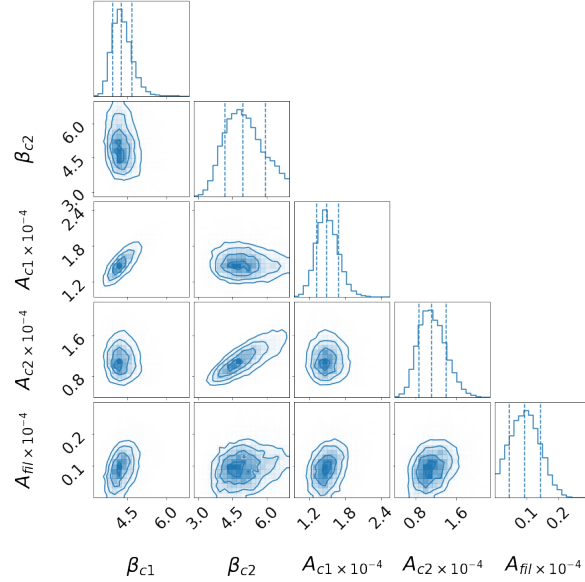 β_c2
6.0
4.5
3.0
A_c1 × 10^-4
2.4
1.8
1.2
A_c2 × 10^-4
1.6
0.8
A_fil × 10^-4
0.2
0.1
4.5 6.0 3.0 4.5 6.0 1.2 1.8 2.4 0.8 1.6 0.1 0.2
β_c1 β_c2 A_c1 × 10^-4 A_c2 × 10^-4 A_fil × 10^-4